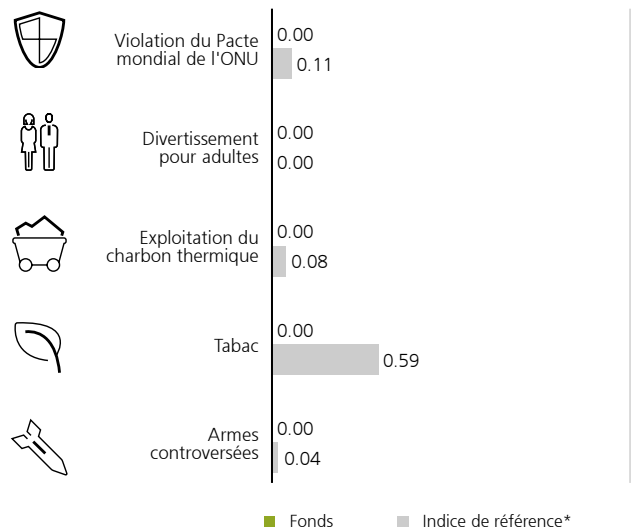 Violation du Pacte
mondial de l'ONU
0.00
0.11
Divertissement
pour adultes
0.00
0.00
Exploitation du
charbon thermique
0.00
0.08
Tabac
0.00
0.59
Armes
controversées
0.00
0.04
Fonds
Indice de référence*